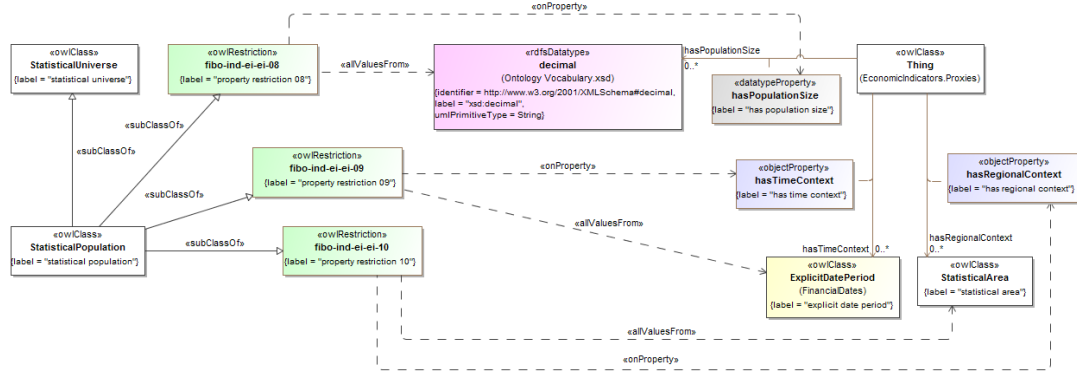 «onProperty»
«owlClass»
StatisticalUniverse
{label = "statistical universe"}
«owlRestriction»
fibo-ind-ei-ei-08
{label = "property restriction 08"}
«allValuesFrom»
«rdfsDatatype»
decimal
(Ontology Vocabulary.xsd)
{identifier = http://www.w3.org/2001/XMLSchema#decimal,
label = "xsd:decimal",
umlPrimitiveType = String}
hasPopulationSize
0..*
«datatypeProperty»
hasPopulationSize
{label = "has population size"}
«owlClass»
Thing
(EconomicIndicators.Proxies)
«subClassOf»
«subClassOf»
«owlRestriction»
fibo-ind-ei-ei-09
{label = "property restriction 09"}
«onProperty»
«objectProperty»
hasTimeContext
{label = "has time context"}
«objectProperty»
hasRegionalContext
{label = "has regional context"}
«subClassOf»
«allValuesFrom»
«owlClass»
StatisticalPopulation
{label = "statistical population"}
«subClassOf»
«owlRestriction»
fibo-ind-ei-ei-10
{label = "property restriction 10"}
hasTimeContext
0..*
hasRegionalContext
0..*
«owlClass»
ExplicitDatePeriod
(FinancialDates)
{label = "explicit date period"}
«owlClass»
StatisticalArea
{label = "statistical area"}
«allValuesFrom»
«onProperty»